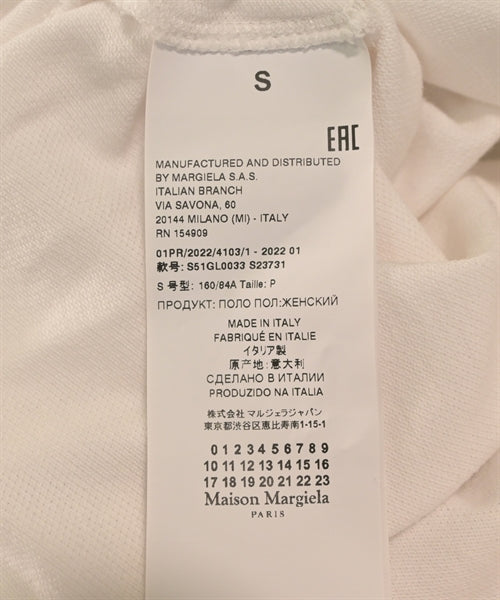 S
EAC
MANUFACTURED AND DISTRIBUTED
BY MARGIELA S.A.S.
ITALIAN BRANCH
VIA SAVONA, 60
20144 MILANO (MI) - ITALY
RN 154909
01PR/2022/4103/1 - 2022 01
款号: S51GL0033 S23731
S 号型: 160/84A Taille: P
ПРОДУКТ: ПОЛО ПОЛ:ЖЕНСКИЙ
MADE IN ITALY
FABRIQUÉ EN ITALIE
イタリア製
原产地: 意大利
СДЕЛАНО В ИТАЛИИ
PRODUZIDO NA ITALIA
株式会社 マルジェラジャパン
東京都渋谷区恵比寿南1-15-1
0 1 2 3 4 5 6 7 8 9
10 11 12 13 14 15 16
17 18 19 20 21 22 23
Maison Margiela
PARIS